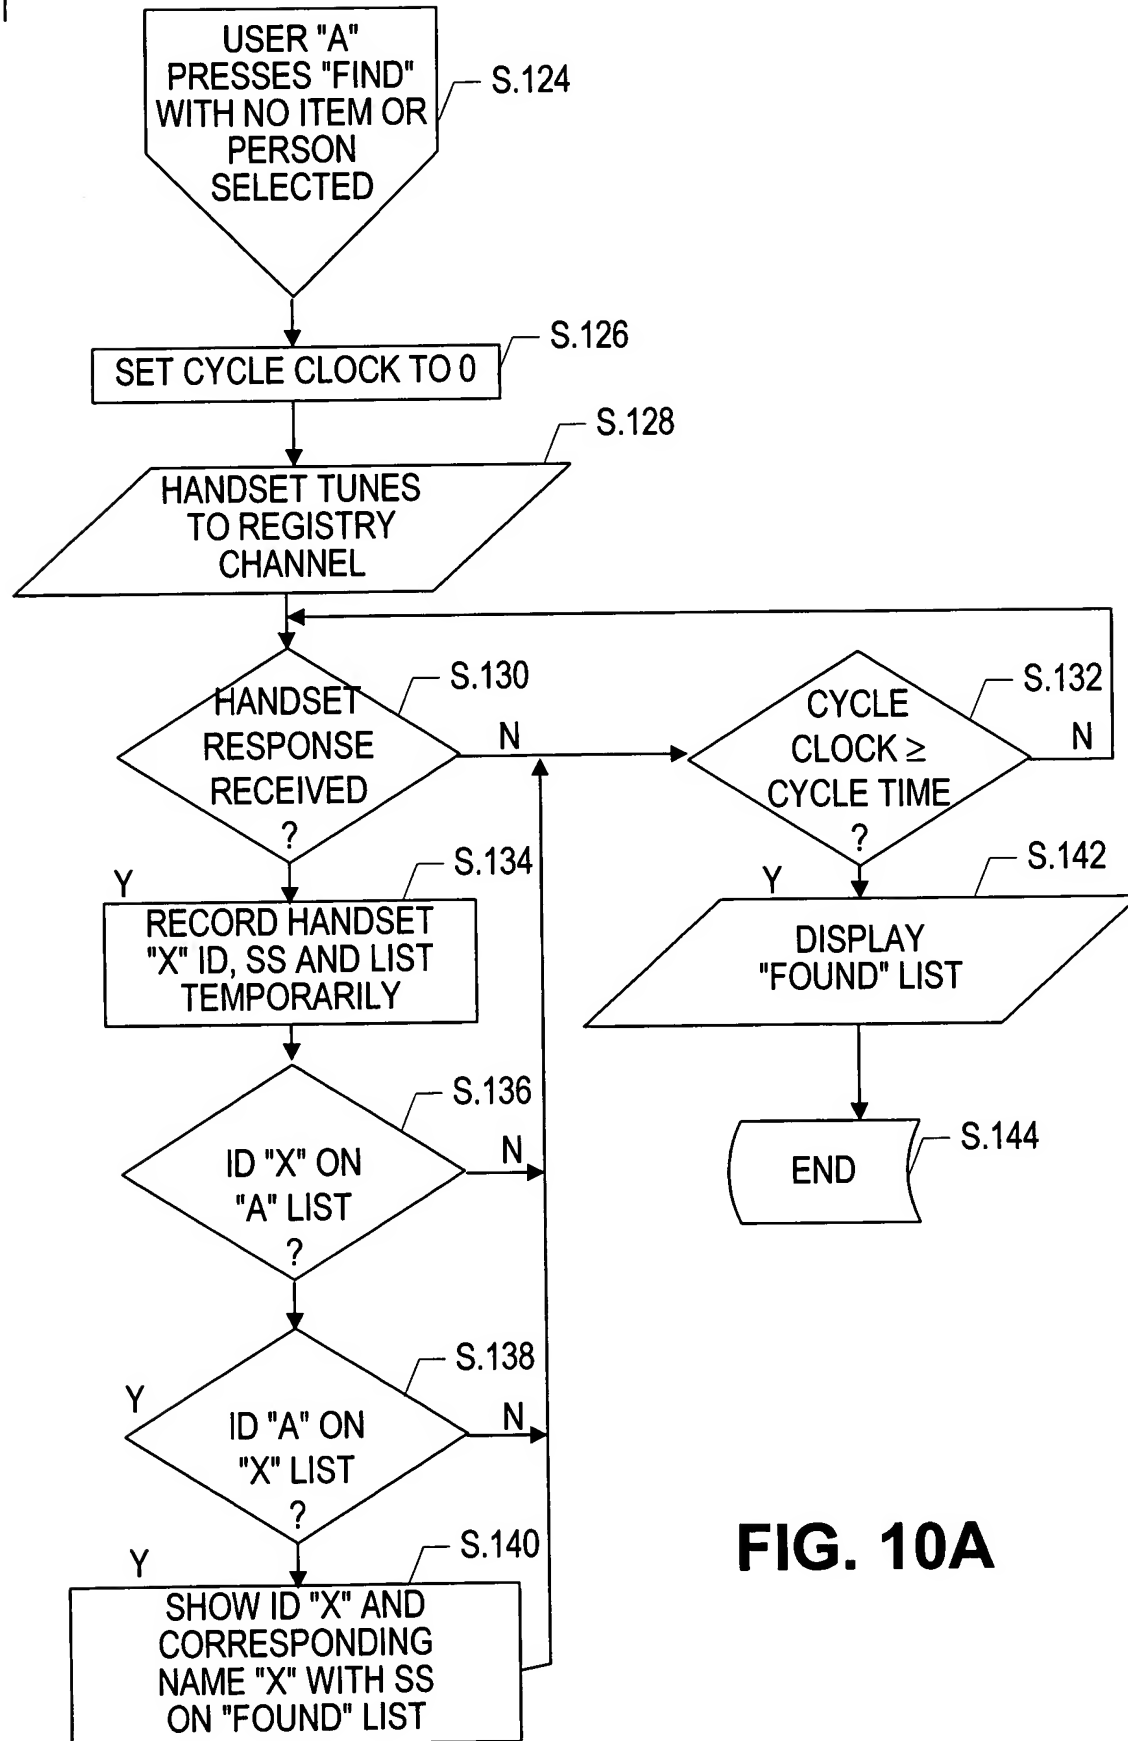 USER "A"
PRESSES "FIND"
WITH NO ITEM OR
PERSON
SELECTED
S.124
SET CYCLE CLOCK TO 0
S.126
HANDSET TUNES
TO REGISTRY
CHANNEL
S.128
HANDSET
RESPONSE
RECEIVED
?
S.130
N
Y
CYCLE
CLOCK ≥
CYCLE TIME
?
S.132
N
Y
RECORD HANDSET
"X" ID, SS AND LIST
TEMPORARILY
S.134
DISPLAY
"FOUND" LIST
S.142
ID "X" ON
"A" LIST
?
S.136
N
END
S.144
Y
ID "A" ON
"X" LIST
?
S.138
N
Y
SHOW ID "X" AND
CORRESPONDING
NAME "X" WITH SS
ON "FOUND" LIST
S.140
FIG. 10A